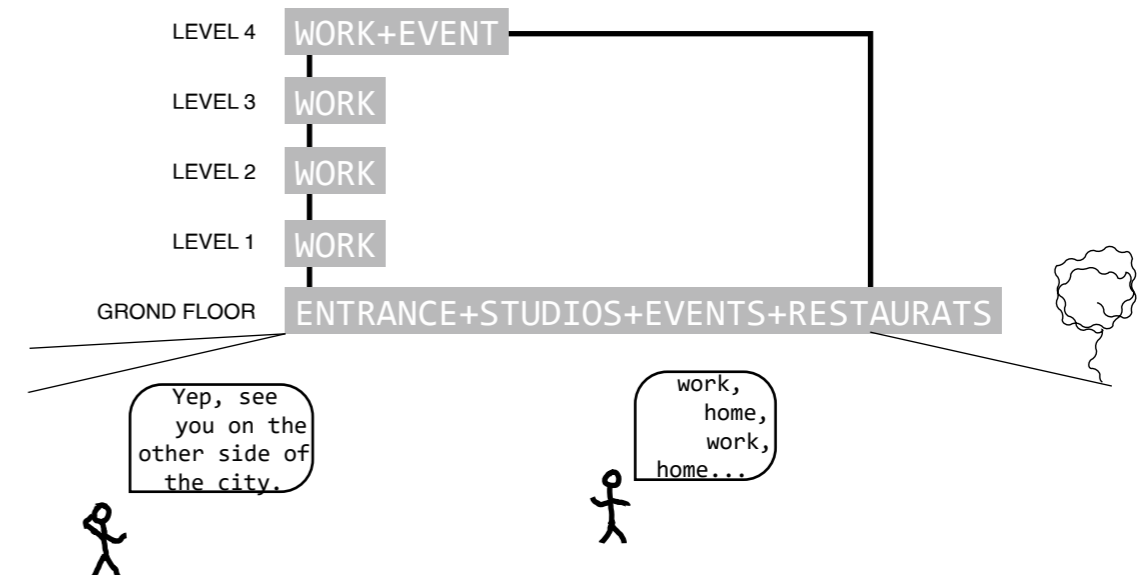 LEVEL 4 WORK+EVENT
LEVEL 3 WORK
LEVEL 2 WORK
LEVEL 1 WORK
GROND FLOOR ENTRANCE+STUDIOS+EVENTS+RESTAURATS
Yep, see
you on the
other side of
the city.
work,
home,
work,
home...